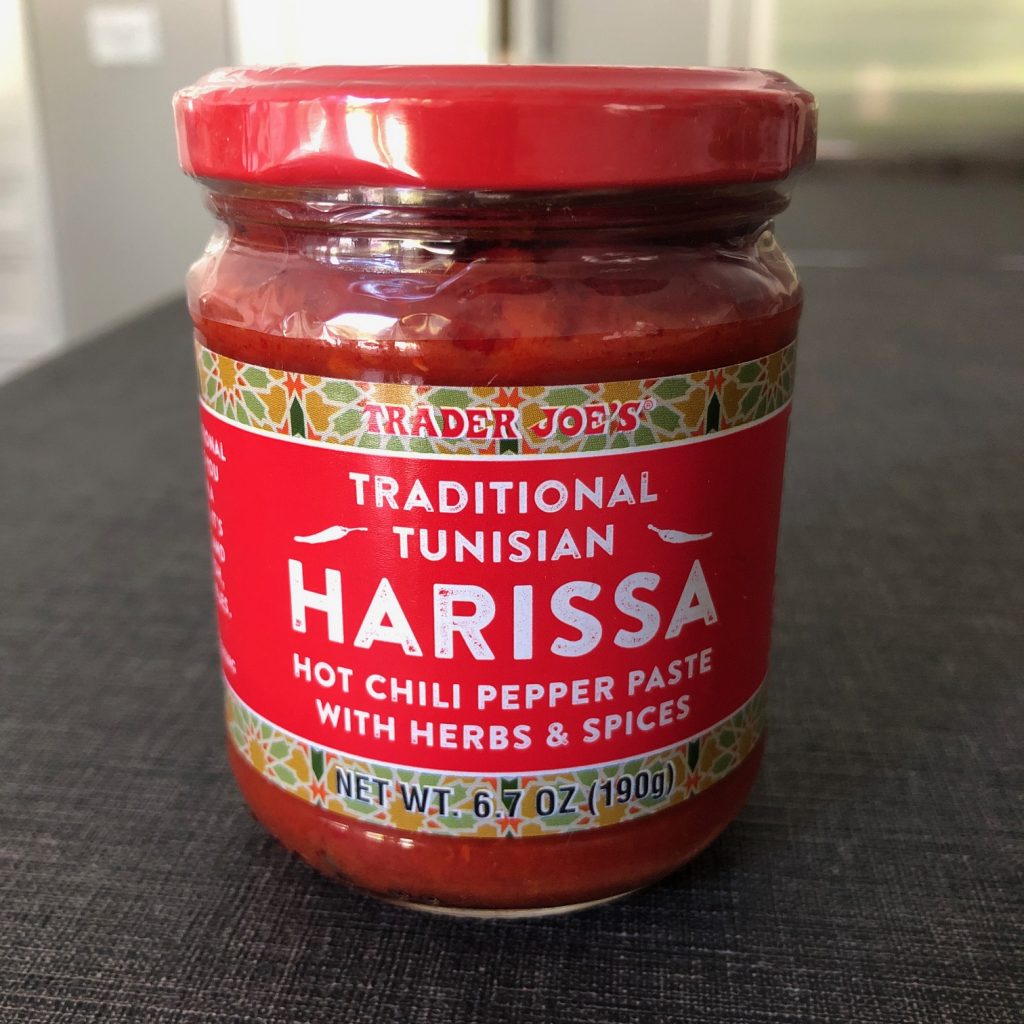 TRADER JOE'S®
TRADITIONAL
TUNISIAN
HARISSA
HOT CHILI PEPPER PASTE
WITH HERBS & SPICES
NET WT. 6.7 OZ (190g)